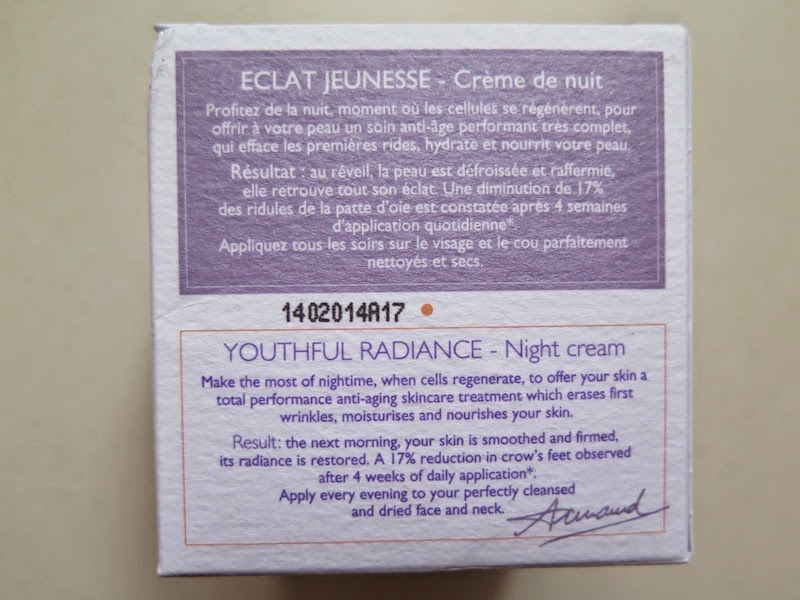 ECLAT JEUNESSE - Crème de nuit
Profitez de la nuit, moment où les cellules se régénèrent, pour
offrir à votre peau un soin anti-âge performant très complet,
qui efface les premières rides, hydrate et nourrit votre peau.
Résultat : au réveil, la peau est défroissée et raffermie,
elle retrouve tout son éclat. Une diminution de 17%
des ridules de la patte d'oie est constatée après 4 semaines
d'application quotidienne*.
Appliquez tous les soirs sur le visage et le cou parfaitement
nettoyés et secs.
1402014A17
YOUTHFUL RADIANCE - Night cream
Make the most of nightime, when cells regenerate, to offer your skin a
total performance anti-aging skincare treatment which erases first
wrinkles, moisturises and nourishes your skin.
Result: the next morning, your skin is smoothed and firmed,
its radiance is restored. A 17% reduction in crow's feet observed
after 4 weeks of daily application*.
Apply every evening to your perfectly cleansed
and dried face and neck.
Armand